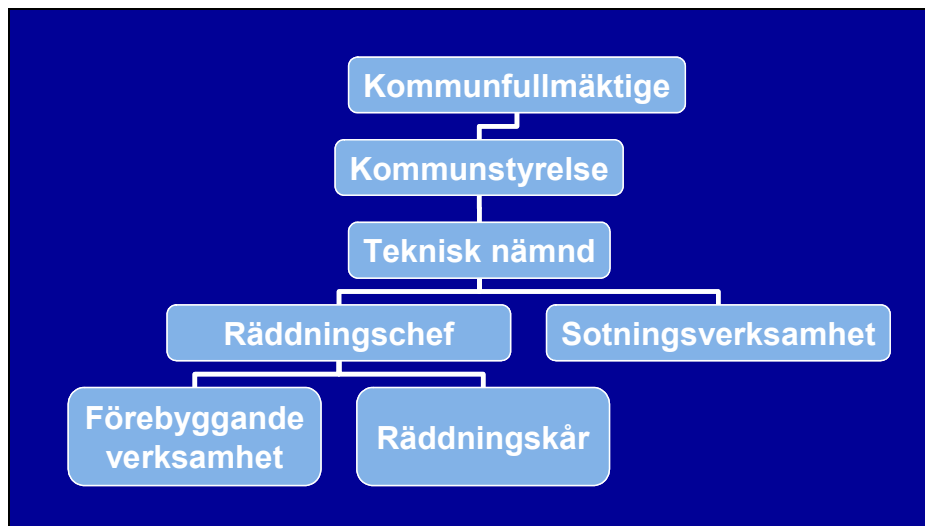 Kommunfullmäktige
Kommunstyrelse
Teknisk nämnd
Räddningschef
Sotningsverksamhet
Förebyggande
verksamhet
Räddningskår